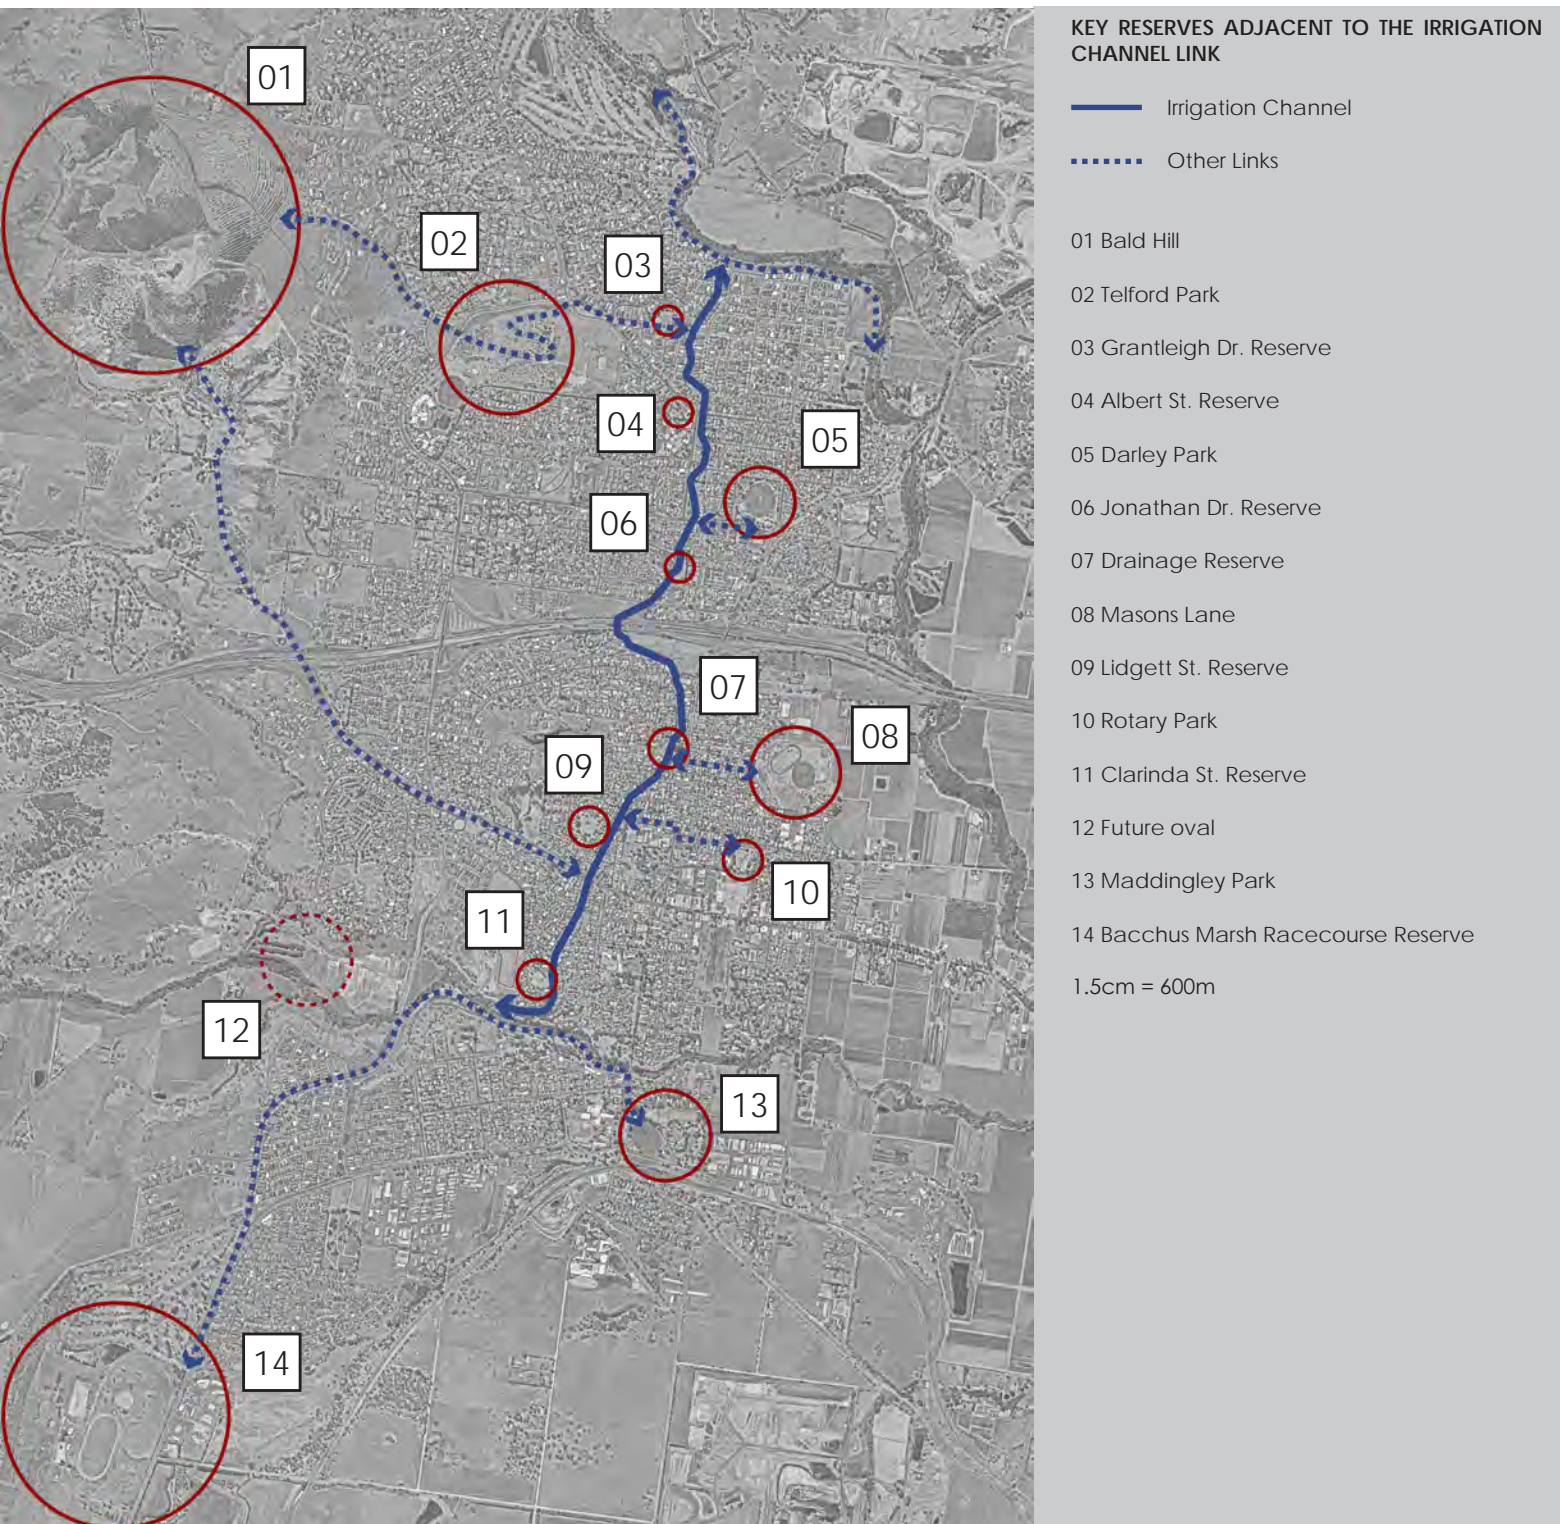 KEY RESERVES ADJACENT TO THE IRRIGATION
CHANNEL LINK
Irrigation Channel
Other Links
01 Bald Hill
02 Telford Park
03 Grantleigh Dr. Reserve
04 Albert St. Reserve
05 Darley Park
06 Jonathan Dr. Reserve
07 Drainage Reserve
08 Masons Lane
09 Lidgett St. Reserve
10 Rotary Park
11 Clarinda St. Reserve
12 Future oval
13 Maddingley Park
14 Bacchus Marsh Racecourse Reserve
1.5cm = 600m
01
02
03
04
05
06
07
08
09
10
11
12
13
14